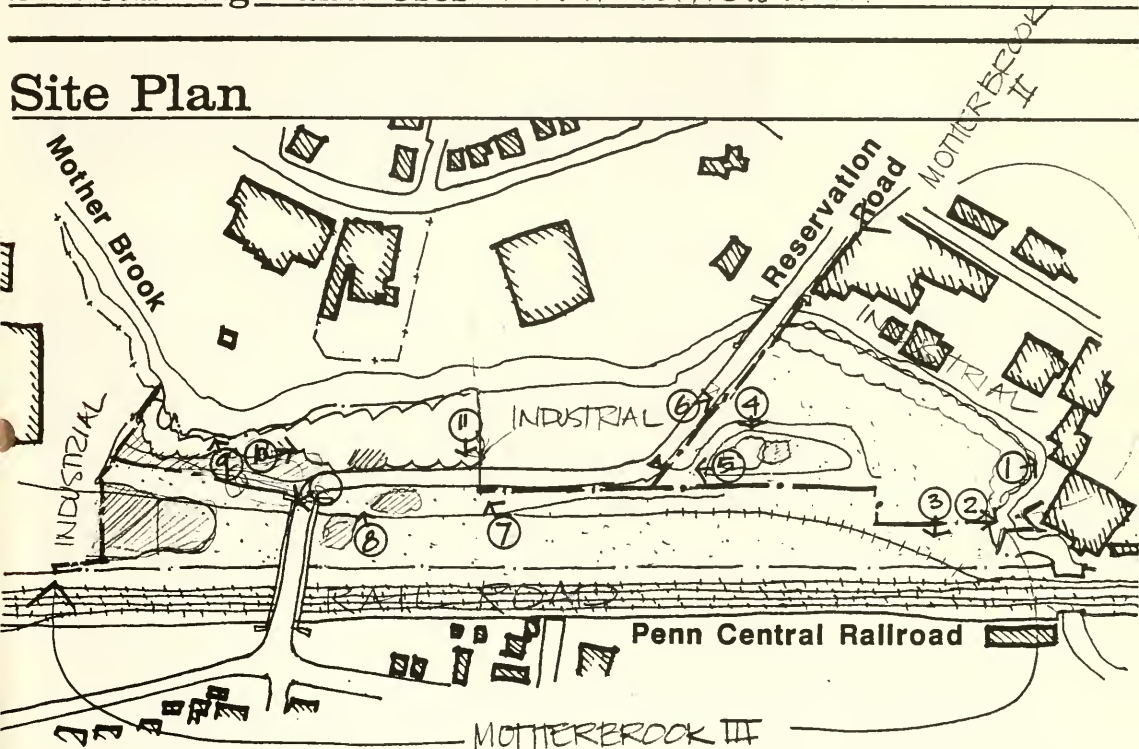 Site Plan
MOTHERBROOK
II
Mother Brook
Reservation
Road
INDUSTRIAL
INDUSTRIAL
INDUSTRIAL
11
6
4
9
10
5
1
3
2
8
7
RAIL ROAD
Penn Central Railroad
MOTHERBROOK III